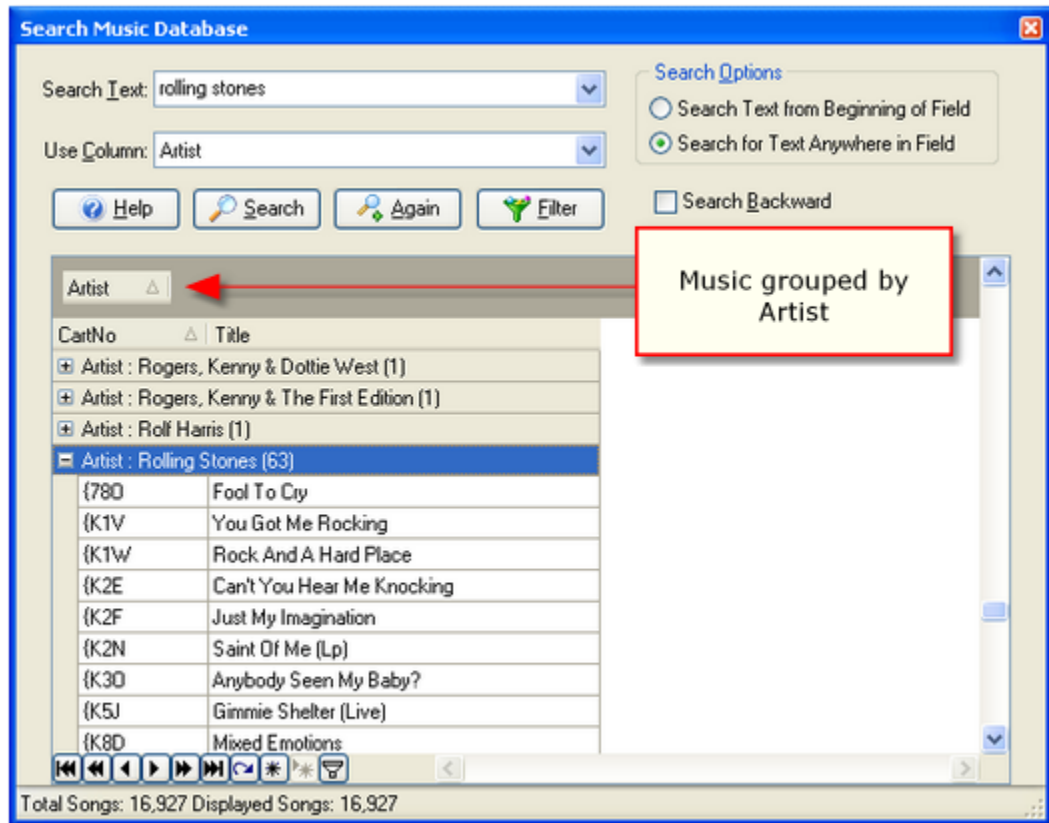 Search Music Database
Search Text: rolling stones
Search Options
Search Text from Beginning of Field
Use Column: Artist
Search for Text Anywhere in Field
Help Search Again Filter
Search Backward
Artist
Music grouped by
Artist
CartNo Title
Artist : Rogers, Kenny & Dottie West (1)
Artist : Rogers, Kenny & The First Edition (1)
Artist : Rolf Harris (1)
Artist : Rolling Stones (63)
{78O Fool To Cry
{K1V You Got Me Rocking
{K1W Rock And A Hard Place
{K2E Can't You Hear Me Knocking
{K2F Just My Imagination
{K2N Saint Of Me (Lp)
{K3O Anybody Seen My Baby?
{K5J Gimmie Shelter (Live)
{K8D Mixed Emotions
Total Songs: 16,927 Displayed Songs: 16,927